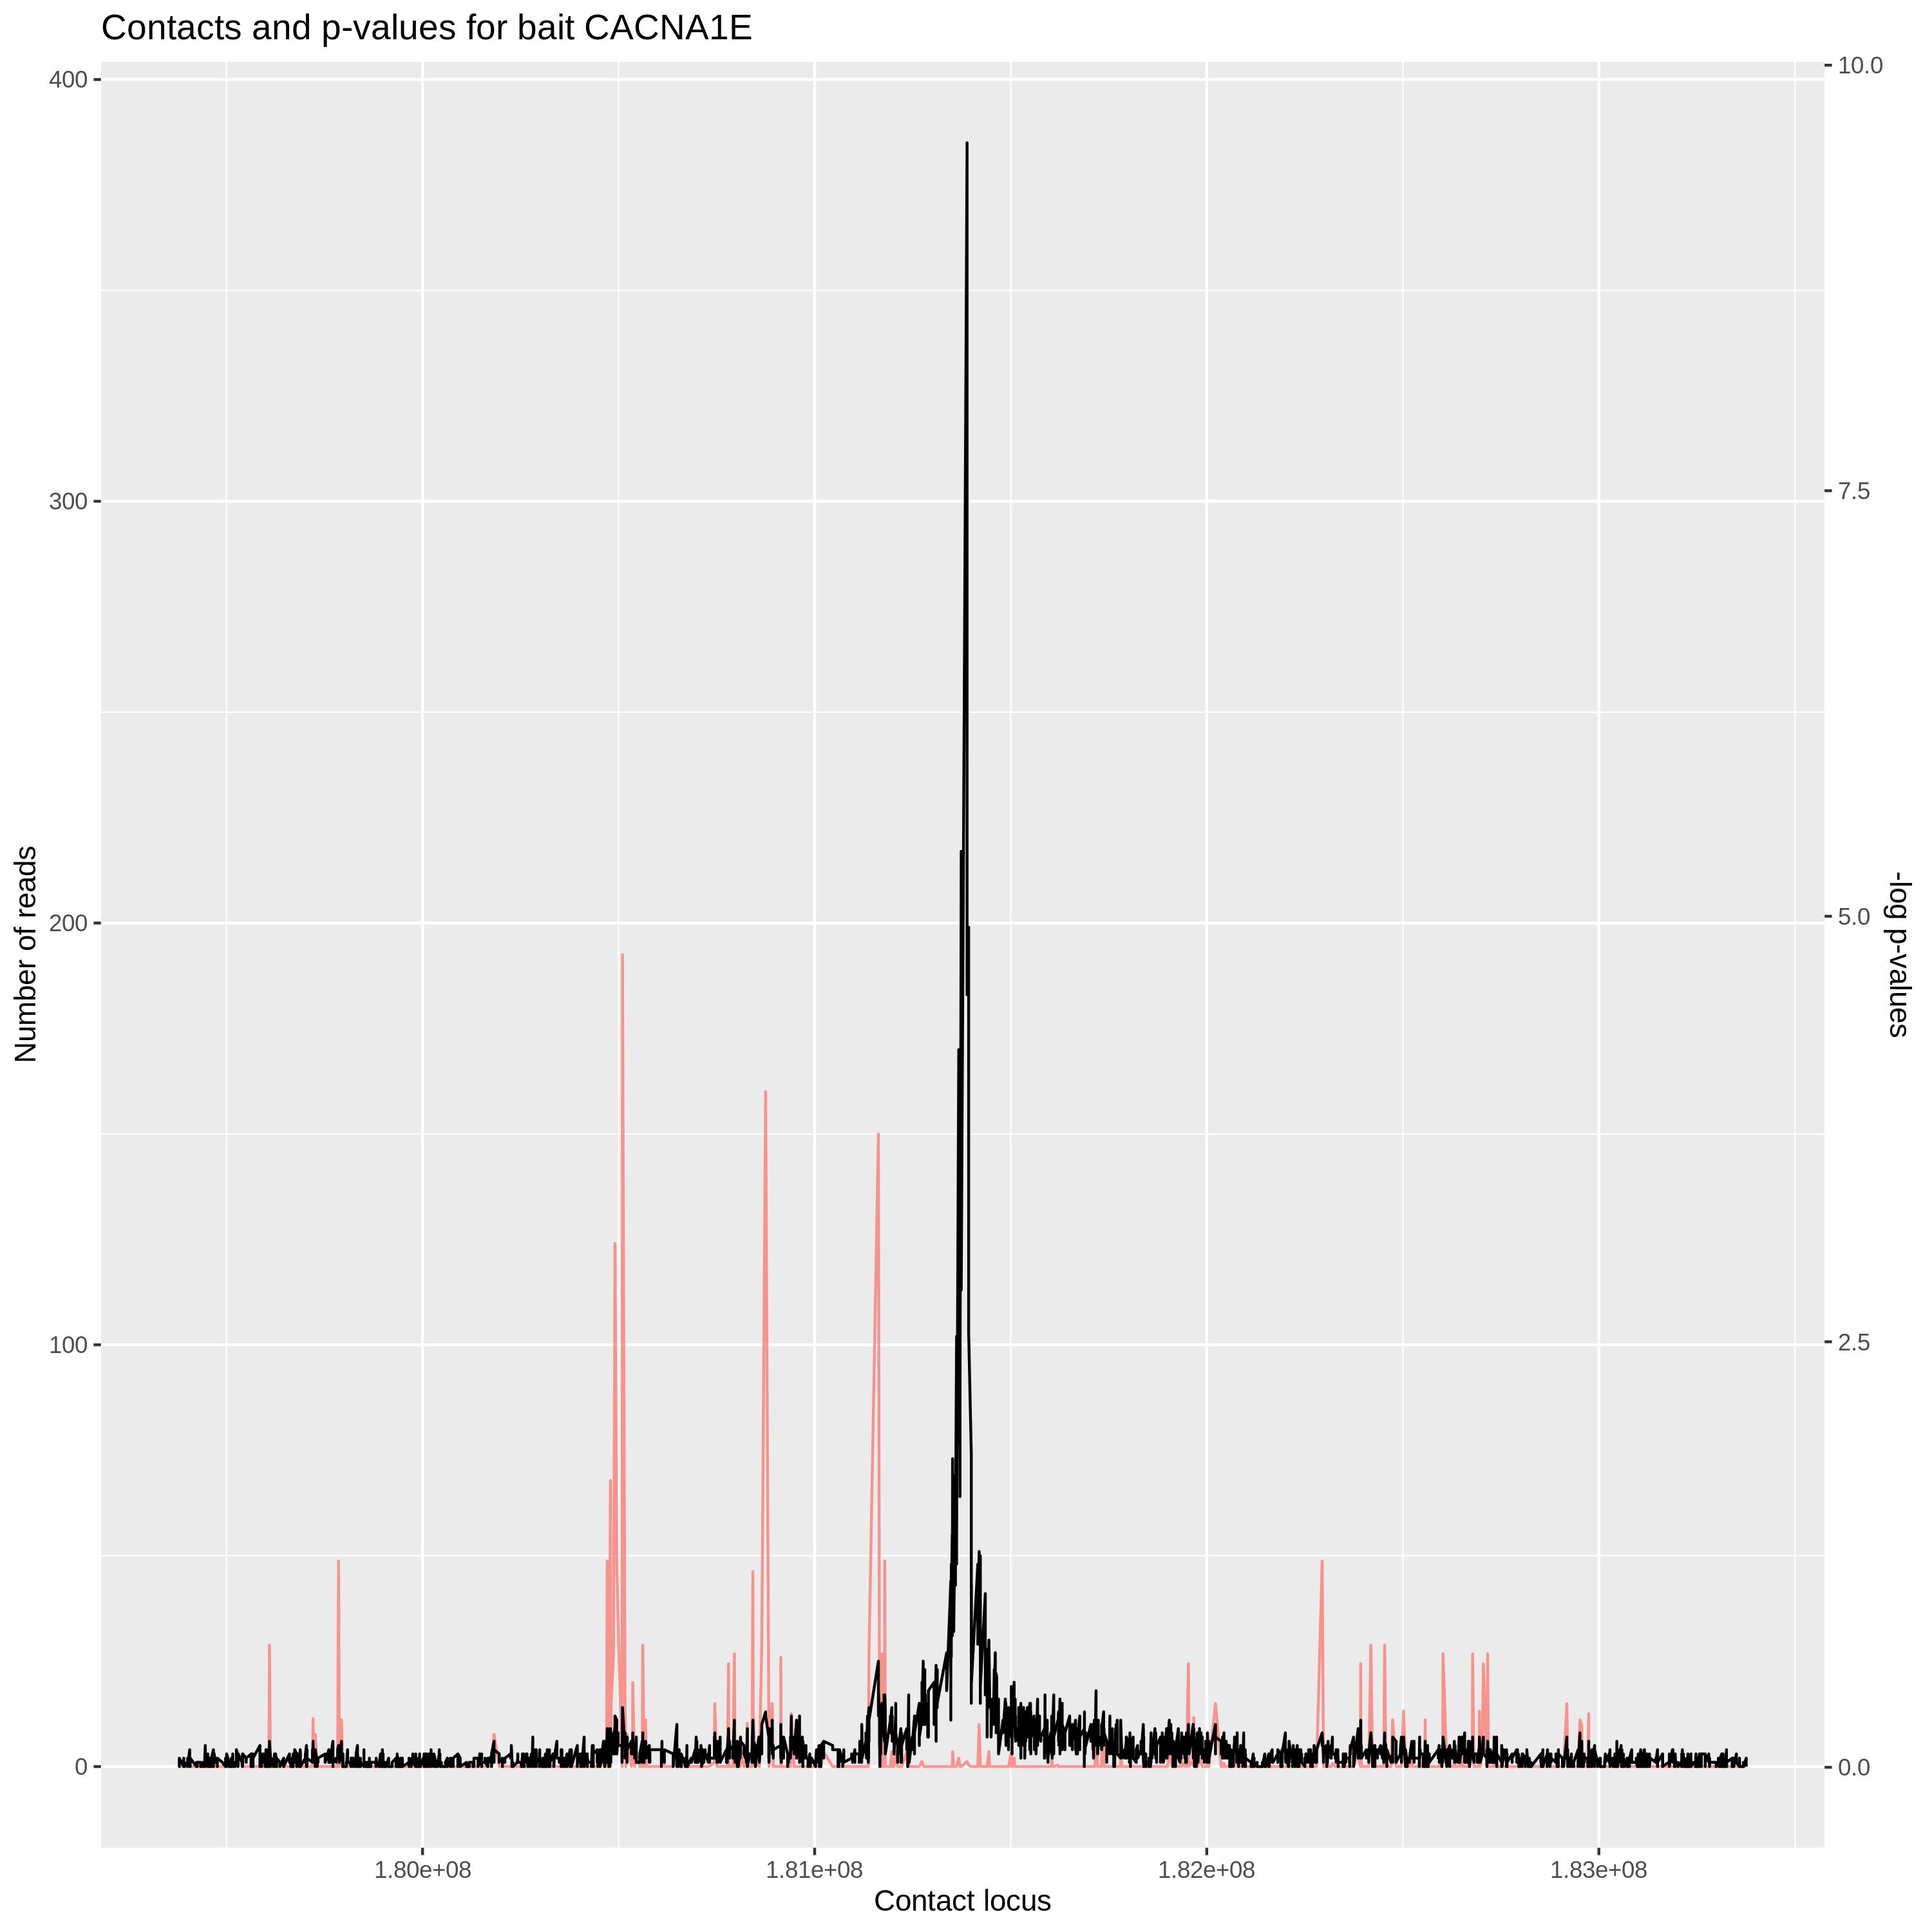 Contacts and p-values for bait CACNA1E
400
300
200
100
0
Number of reads
10.0
7.5
5.0
2.5
0.0
-log p-values
1.80e+08 1.81e+08 1.82e+08 1.83e+08
Contact locus